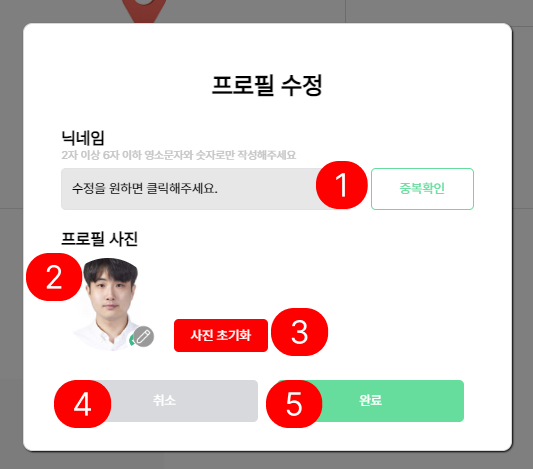 프로필 수정
닉네임
2자 이상 6자 이하 영소문자와 숫자로만 작성해주세요
수정을 원하면 클릭해주세요.
1
중복확인
프로필 사진
2
사진 초기화
3
4
취소
5
완료